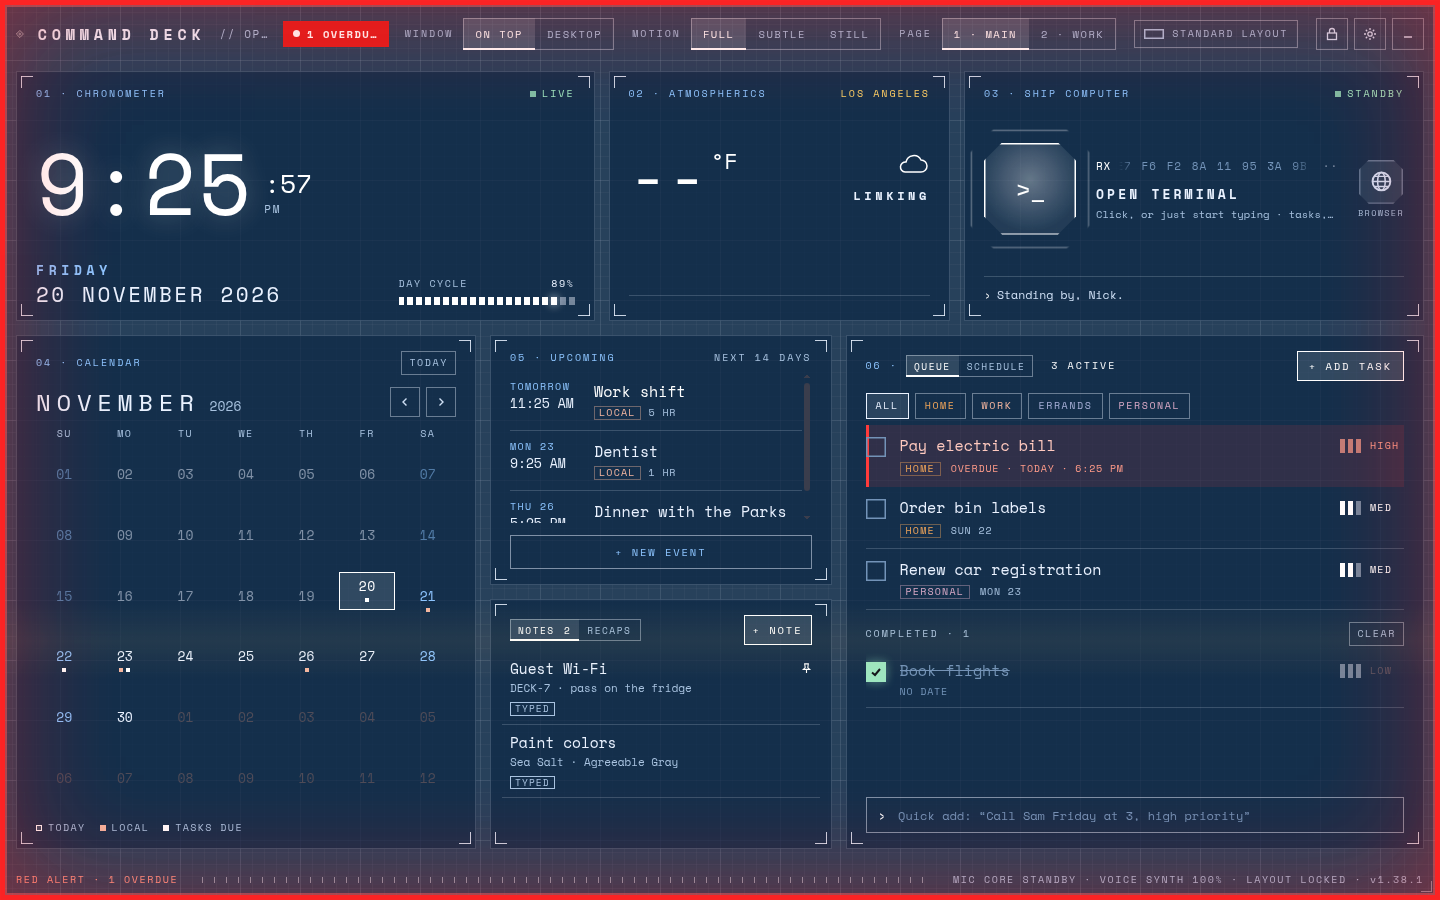 COMMAND DECK // OP… 1 OVERDU… WINDOW ON TOP DESKTOP MOTION FULL SUBTLE STILL PAGE 1 · MAIN 2 · WORK STANDARD LAYOUT
01 · CHRONOMETER LIVE
9:25 :57 PM
FRIDAY
20 NOVEMBER 2026
DAY CYCLE 89%
02 · ATMOSPHERICS LOS ANGELES
-- °F
LINKING
03 · SHIP COMPUTER STANDBY
>_
RX 7 F6 F2 8A 11 95 3A 9B ··
OPEN TERMINAL
Click, or just start typing · tasks,…
BROWSER
› Standing by, Nick.
04 · CALENDAR TODAY
NOVEMBER 2026 ‹ ›
SU MO TU WE TH FR SA
01 02 03 04 05 06 07
08 09 10 11 12 13 14
15 16 17 18 19 20 21
22 23 24 25 26 27 28
29 30 01 02 03 04 05
06 07 08 09 10 11 12
TODAY LOCAL TASKS DUE
05 · UPCOMING NEXT 14 DAYS
TOMORROW
11:25 AM Work shift
LOCAL 5 HR
MON 23
9:25 AM Dentist
LOCAL 1 HR
THU 26
5:25 PM Dinner with the Parks
+ NEW EVENT
NOTES 2 RECAPS + NOTE
Guest Wi-Fi
DECK-7 · pass on the fridge
TYPED
Paint colors
Sea Salt · Agreeable Gray
TYPED
06 · QUEUE SCHEDULE 3 ACTIVE + ADD TASK
ALL HOME WORK ERRANDS PERSONAL
Pay electric bill HIGH
HOME OVERDUE · TODAY · 6:25 PM
Order bin labels MED
HOME SUN 22
Renew car registration MED
PERSONAL MON 23
COMPLETED · 1 CLEAR
Book flights LOW
NO DATE
› Quick add: "Call Sam Friday at 3, high priority"
RED ALERT · 1 OVERDUE MIC CORE STANDBY · VOICE SYNTH 100% · LAYOUT LOCKED · v1.38.1